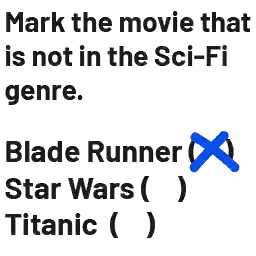 Mark the movie that
is not in the Sci-Fi
genre.
Blade Runner (X)
Star Wars (  )
Titanic (  )